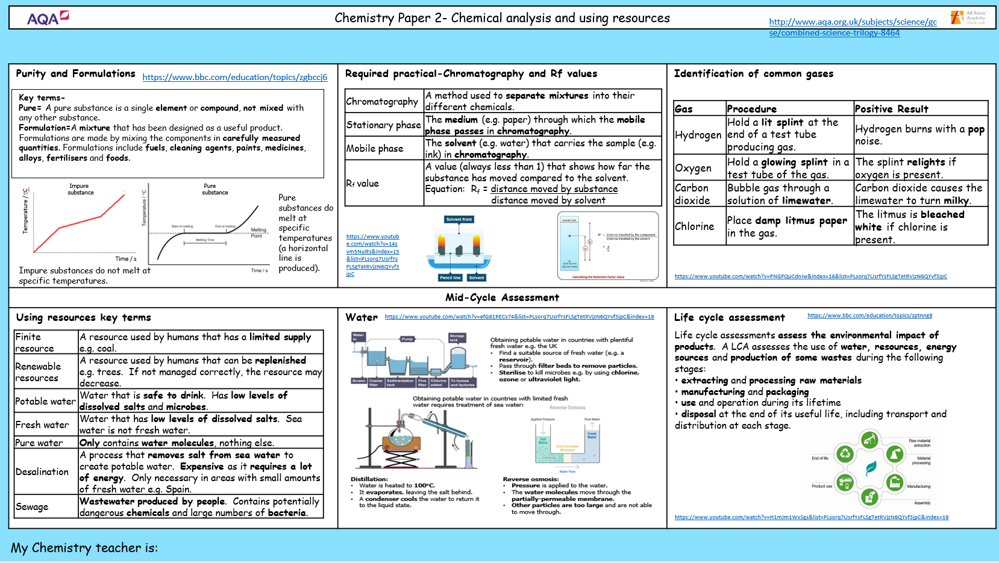 AQA
Chemistry Paper 2- Chemical analysis and using resources
http://www.aqa.org.uk/subjects/science/gc
se/combined-science-trilogy-8464
All Saints'
Academy
Purity and Formulations
https://www.bbc.com/education/topics/zgbccj6
Key terms-
Pure= A pure substance is a single element or compound, not mixed with
any other substance.
Formulation=A mixture that has been designed as a useful product.
Formulations are made by mixing the components in carefully measured
quantities. Formulations include fuels, cleaning agents, paints, medicines,
alloys, fertilisers and foods.
Impure
substance
Temperature / °C
Time / s
Impure substances do not melt at
specific temperatures.
Pure
substance
Temperature / °C
Start of melting
End of melting
Melting Time
Melting
Point
Time / s
Pure
substances do
melt at
specific
temperatures
(a horizontal
line is
produced).
Required practical-Chromatography and Rf values
Chromatography
A method used to separate mixtures into their
different chemicals.
Stationary phase
The medium (e.g. paper) through which the mobile
phase passes in chromatography.
Mobile phase
The solvent (e.g. water) that carries the sample (e.g.
ink) in chromatography.
Rf value
A value (always less than 1) that shows how far the
substance has moved compared to the solvent.
Equation: Rf = distance moved by substance
distance moved by solvent
https://www.youtub
e.com/watch?v=14z
vm5NulEs&index=15
&list=PLsorq7UsrfYs
FLSgTetRVjzN6QYvf3
jpC
Solvent front
Pencil line
Solvent
Solvent front
Rf = distance travelled by the component
distance travelled by the solvent
= a
b
a
b
Calculating the Retention Factor Value
Identification of common gases
Gas
Procedure
Positive Result
Hydrogen
Hold a lit splint at the
end of a test tube
producing gas.
Hydrogen burns with a pop
noise.
Oxygen
Hold a glowing splint in a
test tube of the gas.
The splint relights if
oxygen is present.
Carbon
dioxide
Bubble gas through a
solution of limewater.
Carbon dioxide causes the
limewater to turn milky.
Chlorine
Place damp litmus paper
in the gas.
The litmus is bleached
white if chlorine is
present.
https://www.youtube.com/watch?v=PNGFQuCdnIw&index=16&list=PLsorq7UsrfYsFLSgTetRVjzN6QYvf3jpC
Mid-Cycle Assessment
Using resources key terms
Finite
resource
A resource used by humans that has a limited supply
e.g. coal.
Renewable
resources
A resource used by humans that can be replenished
e.g. trees. If not managed correctly, the resource may
decrease.
Potable water
Water that is safe to drink. Has low levels of
dissolved salts and microbes.
Fresh water
Water that has low levels of dissolved salts. Sea
water is not fresh water.
Pure water
Only contains water molecules, nothing else.
Desalination
A process that removes salt from sea water to
create potable water. Expensive as it requires a lot
of energy. Only necessary in areas with small amounts
of fresh water e.g. Spain.
Sewage
Wastewater produced by people. Contains potentially
dangerous chemicals and large numbers of bacteria.
Water
https://www.youtube.com/watch?v=efG61RECx74&list=PLsorq7UsrfYsFLSgTetRVjzN6QYvf3jpC&index=18
Water
in
Pump
Storage
tank
Screen
Coarse
filter
Sedimentation
tank
Fine
filter
Chlorine
added
To homes
and factories
Obtaining potable water in countries with plentiful
fresh water e.g. the UK
• Find a suitable source of fresh water (e.g. a
reservoir).
• Pass through filter beds to remove particles.
• Sterilise to kill microbes e.g. by using chlorine,
ozone or ultraviolet light.
Obtaining potable water in countries with limited fresh
water requires treatment of sea water:
Reverse Osmosis
Applied Pressure
Pure Water
Salt
Water
Fresh
Water
Semi-Permeable
Membrane
Water Flow
Distillation:
• Water is heated to 100°C.
• It evaporates, leaving the salt behind.
• A condenser cools the water to return it
to the liquid state.
Reverse osmosis:
• Pressure is applied to the water.
• The water molecules move through the
partially-permeable membrane.
• Other particles are too large and are not able
to move through.
Life cycle assessment
https://www.bbc.com/education/topics/zptnng8
Life cycle assessments assess the environmental impact of
products. A LCA assesses the use of water, resources, energy
sources and production of some wastes during the following
stages:
• extracting and processing raw materials
• manufacturing and packaging
• use and operation during its lifetime
• disposal at the end of its useful life, including transport and
distribution at each stage.
Raw material
extraction
Material
processing
Manufacturing
Assembly
Product use
End of life
https://www.youtube.com/watch?v=H1mJm1WxSgs&list=PLsorq7UsrfYsFLSgTetRVjzN6QYvf3jpC&index=19
My Chemistry teacher is: